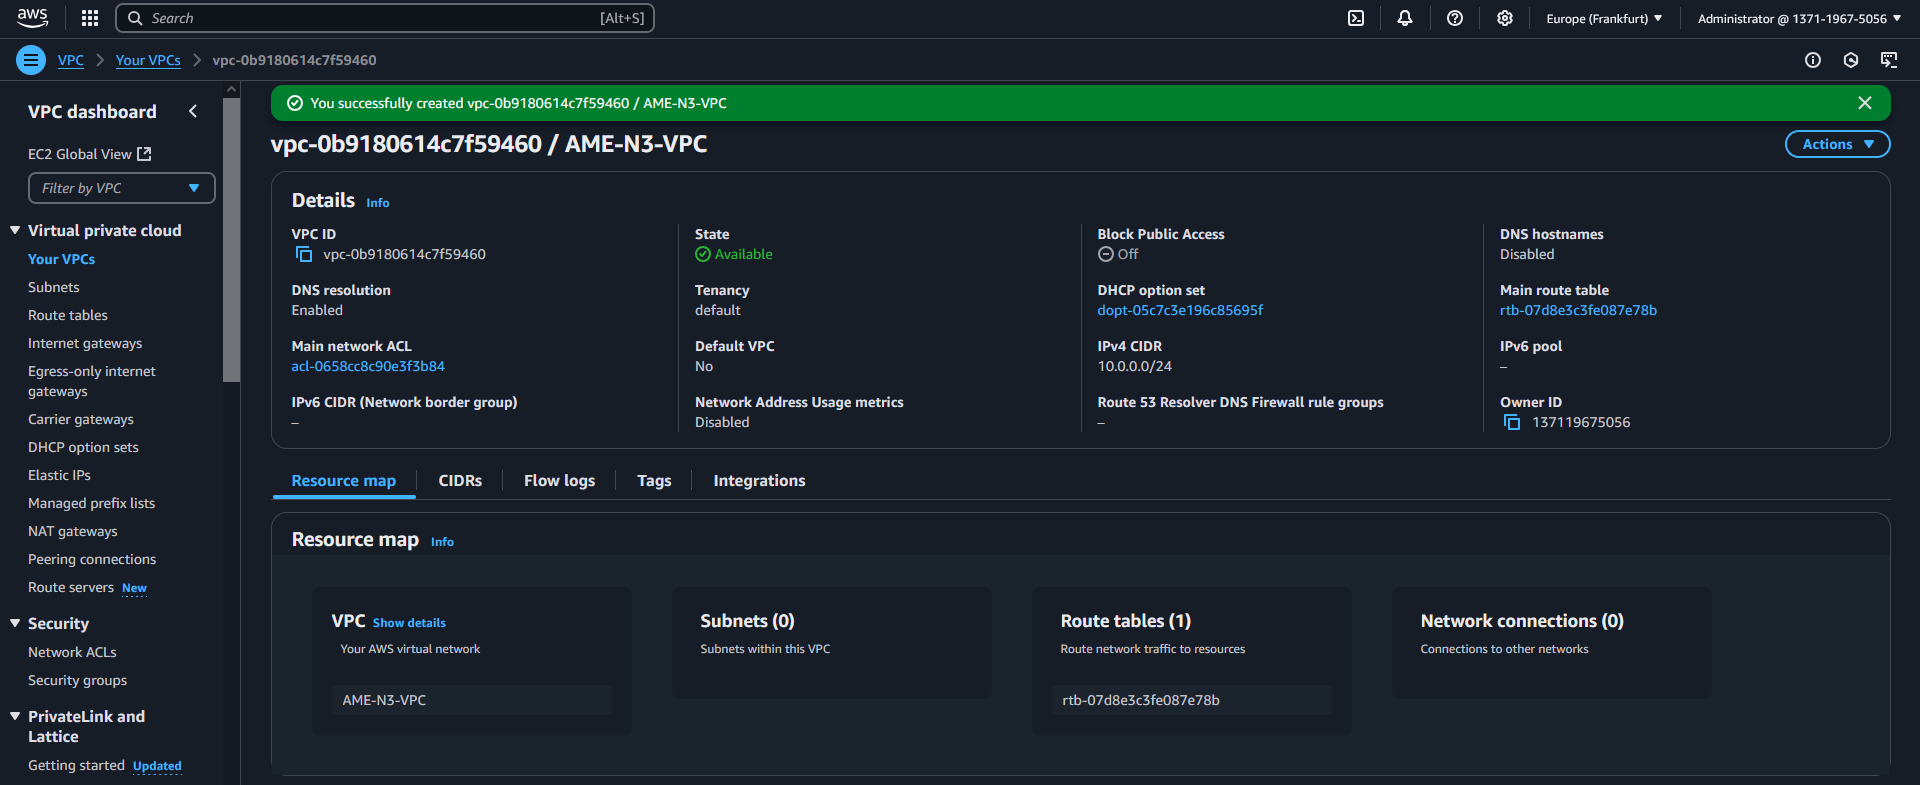 aws
Search
[Alt+S]
Europe (Frankfurt)
Administrator @ 1371-1967-5056
VPC
Your VPCs
vpc-0b9180614c7f59460
VPC dashboard
EC2 Global View
Filter by VPC
Virtual private cloud
Your VPCs
Subnets
Route tables
Internet gateways
Egress-only internet
gateways
Carrier gateways
DHCP option sets
Elastic IPs
Managed prefix lists
NAT gateways
Peering connections
Route servers New
Security
Network ACLs
Security groups
PrivateLink and
Lattice
Getting started Updated
You successfully created vpc-0b9180614c7f59460 / AME-N3-VPC
vpc-0b9180614c7f59460 / AME-N3-VPC
Actions
Details Info
VPC ID
vpc-0b9180614c7f59460
State
Available
Block Public Access
Off
DNS hostnames
Disabled
DNS resolution
Enabled
Tenancy
default
DHCP option set
dopt-05c7c3e196c85695f
Main route table
rtb-07d8e3c3fe087e78b
Main network ACL
acl-0658cc8c90e3f3b84
Default VPC
No
IPv4 CIDR
10.0.0.0/24
IPv6 pool
–
IPv6 CIDR (Network border group)
–
Network Address Usage metrics
Disabled
Route 53 Resolver DNS Firewall rule groups
–
Owner ID
137119675056
Resource map
CIDRs
Flow logs
Tags
Integrations
Resource map Info
VPC Show details
Your AWS virtual network
AME-N3-VPC
Subnets (0)
Subnets within this VPC
Route tables (1)
Route network traffic to resources
rtb-07d8e3c3fe087e78b
Network connections (0)
Connections to other networks